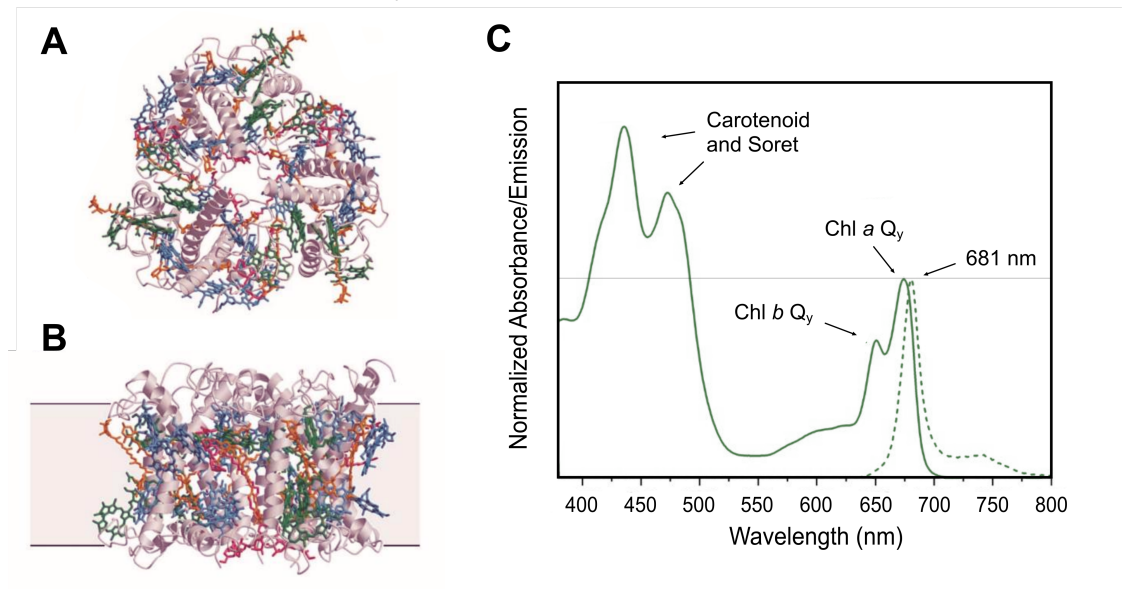 A
B
C
Carotenoid
and Soret
Chl a Qy
681 nm
Chl b Qy
Normalized Absorbance/Emission
400 450 500 550 600 650 700 750 800
Wavelength (nm)